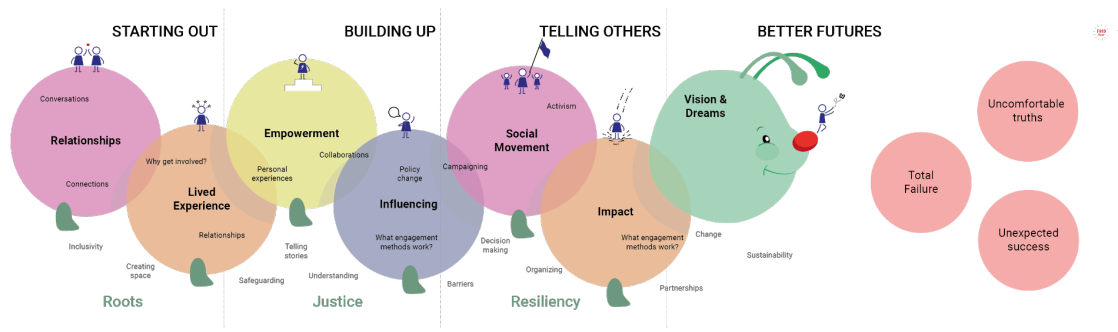 STARTING OUT
BUILDING UP
TELLING OTHERS
BETTER FUTURES
Conversations
Relationships
Connections
Why get involved?
Lived
Experience
Relationships
Inclusivity
Creating
space
Roots
Empowerment
Collaborations
Personal
experiences
Policy
change
Influencing
What engagement
methods work?
Telling
stories
Safeguarding
Understanding
Barriers
Justice
Activism
Social
Movement
Campaigning
Impact
What engagement
methods work?
Decision
making
Organizing
Partnerships
Resiliency
Vision &
Dreams
Change
Sustainability
Uncomfortable
truths
Total
Failure
Unexpected
success